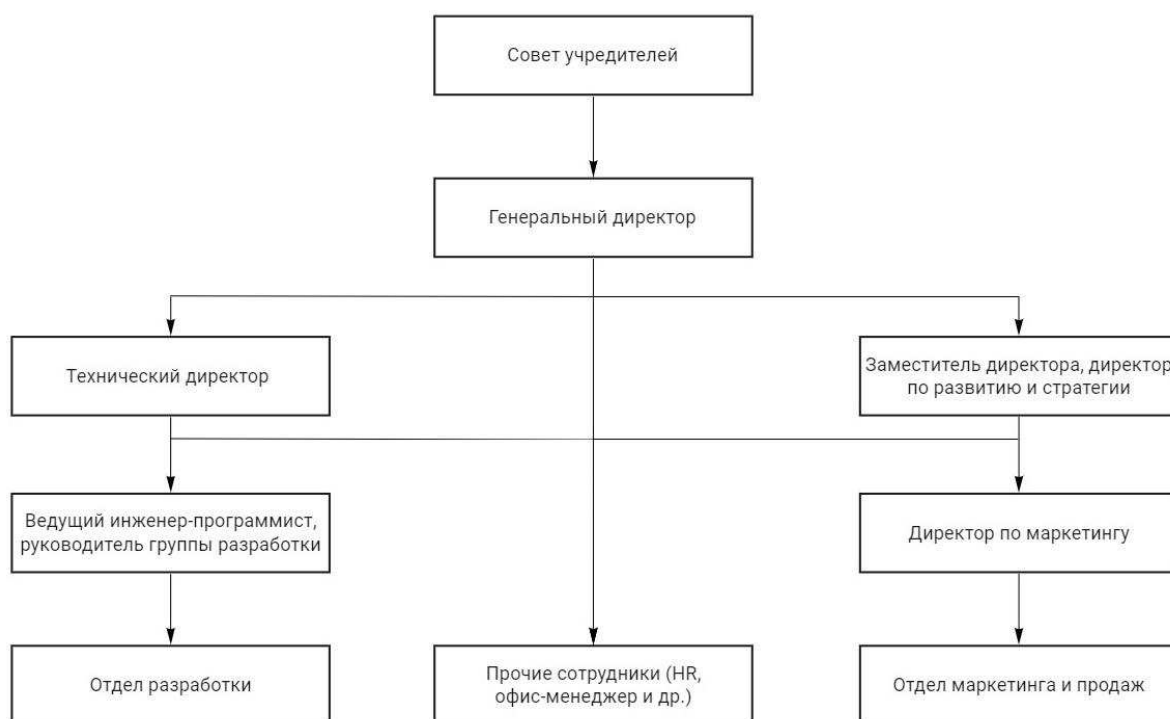 Совет учредителей
Генеральный директор
Технический директор
Заместитель директора, директор
по развитию и стратегии
Ведущий инженер-программист,
руководитель группы разработки
Директор по маркетингу
Отдел разработки
Прочие сотрудники (HR,
офис-менеджер и др.)
Отдел маркетинга и продаж